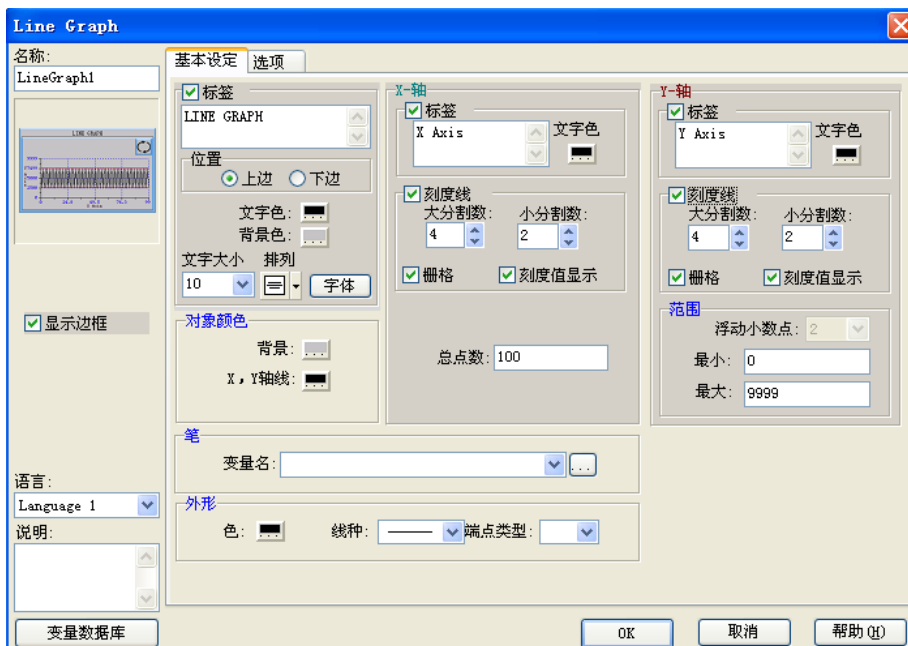 Line Graph
名称:
LineGraph1
LINE GRAPH
显示边框
语言:
Language 1
说明:
变量数据库
基本设定
选项
标签
LINE GRAPH
位置
上边
下边
文字色:
背景色:
文字大小
排列
10
字体
对象颜色
背景:
X,Y轴线:
X-轴
标签
X Axis
文字色
刻度线
大分割数:
小分割数:
4
2
栅格
刻度值显示
总点数:
100
Y-轴
标签
Y Axis
文字色
刻度线
大分割数:
小分割数:
4
2
栅格
刻度值显示
范围
浮动小数点:
2
最小:
0
最大:
9999
笔
变量名:
...
外形
色:
线种:
端点类型:
OK
取消
帮助(H)